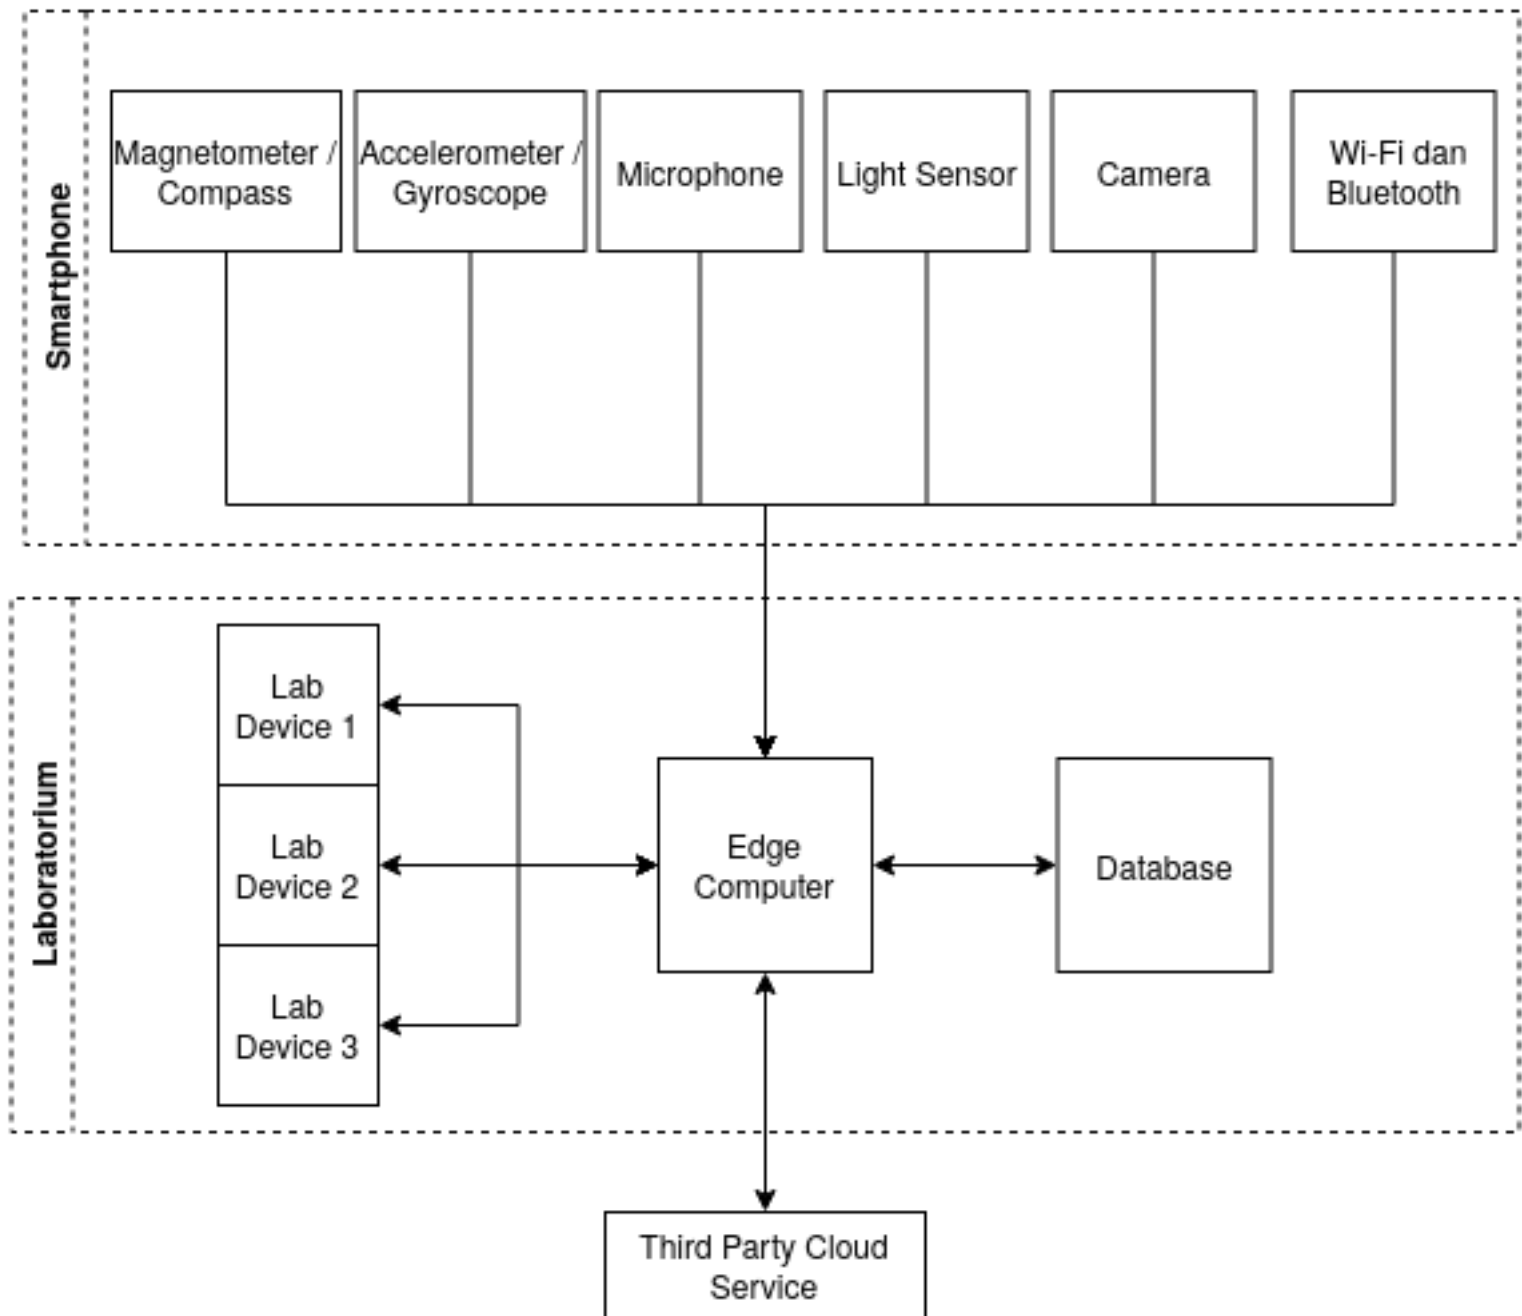 Smartphone
Magnetometer /
Compass
Accelerometer /
Gyroscope
Microphone
Light Sensor
Camera
Wi-Fi dan
Bluetooth
Laboratorium
Lab
Device 1
Lab
Device 2
Lab
Device 3
Edge
Computer
Database
Third Party Cloud
Service